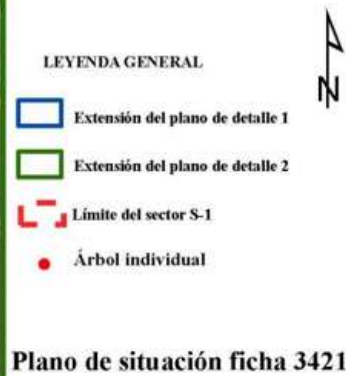 LEYENDA GENERAL
N
Extensión del plano de detalle 1
Extensión del plano de detalle 2
Límite del sector S-1
Árbol individual
Plano de situación ficha 3421